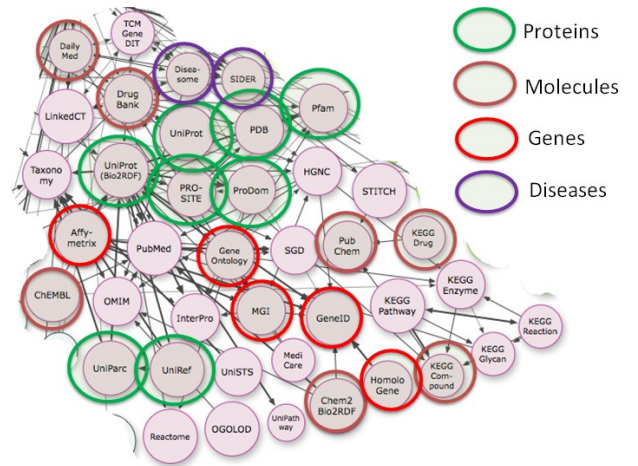 Daily
Med
TCM
Gene
DIT
Disea-
some
SIDER
Drug
Bank
LinkedCT
UniProt
PDB
Pfam
Taxono
my
UniProt
(Bio2RDF)
PRO-
SITE
ProDom
HGNC
STITCH
Affy-
metrix
PubMed
Gene
Ontology
SGD
Pub
Chem
KEGG
Drug
ChEMBL
OMIM
InterPro
MGI
GeneID
KEGG
Pathway
KEGG
Enzyme
KEGG
Reaction
UniParc
UniRef
UniSTS
Medi
Care
KEGG
Glycan
Chem2
Bio2RDF
Homolo
Gene
KEGG
Com-
pound
Reactome
OGOLOD
UniPath
way
Proteins
Molecules
Genes
Diseases